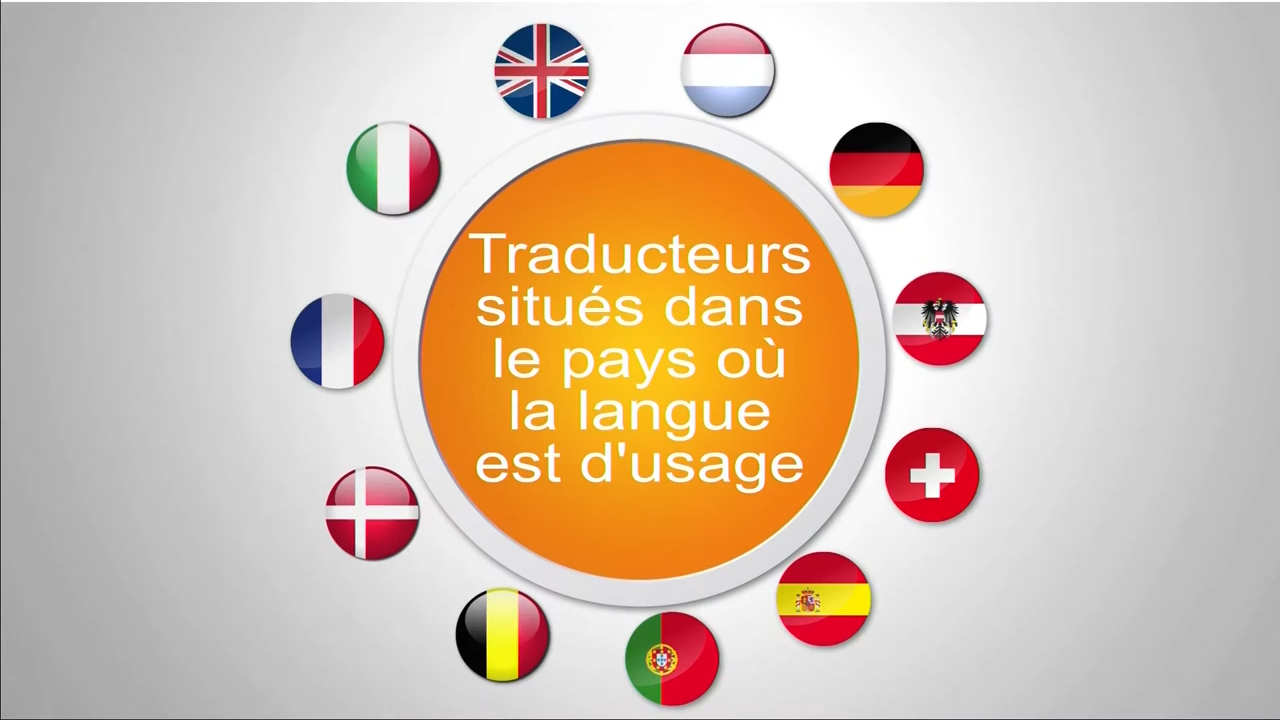 Traducteurs
situés dans
le pays où
la langue
est d'usage